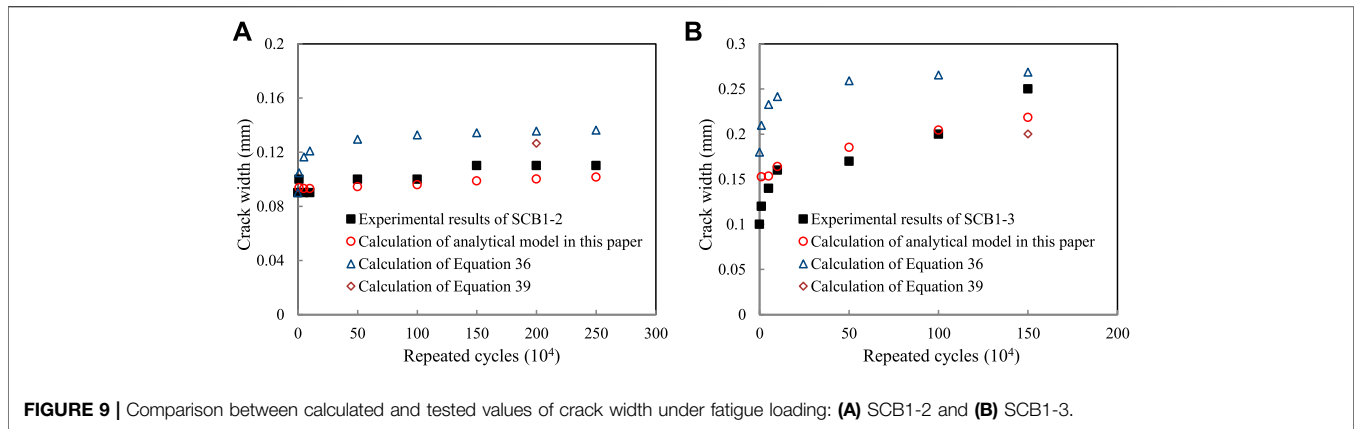 A
0.2
0.16
0.12
0.08
0.04
0
0
50
100
150
200
250
300
Crack width (mm)
Repeated cycles (10⁴)
Experimental results of SCB1-2
Calculation of analytical model in this paper
Calculation of Equation 36
Calculation of Equation 39
B
0.3
0.25
0.2
0.15
0.1
0.05
0
0
50
100
150
200
Crack width (mm)
Repeated cycles (10⁴)
Experimental results of SCB1-3
Calculation of analytical model in this paper
Calculation of Equation 36
Calculation of Equation 39
FIGURE 9 | Comparison between calculated and tested values of crack width under fatigue loading: (A) SCB1-2 and (B) SCB1-3.